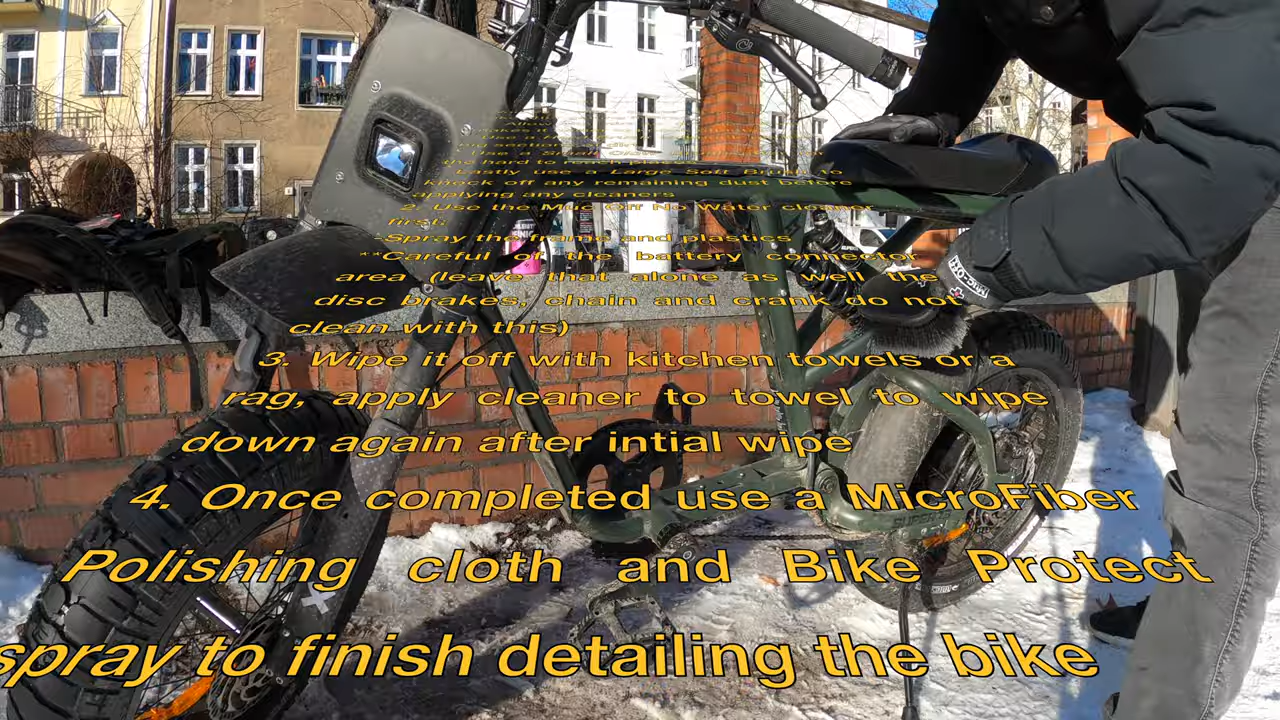 the hard to reach places
Lastly use a Large Soft Brush to
knock off any remaining dust before
applying any cleaners
2. Use the Muc Off No Water cleaner
first.
-Spray the frame and plastics
**Careful of the battery connector
area (leave that alone as well the
disc brakes, chain and crank do not
clean with this)
3. Wipe it off with kitchen towels or a
rag, apply cleaner to towel to wipe
down again after intial wipe
4. Once completed use a MicroFiber
Polishing cloth and Bike Protect
spray to finish detailing the bike
MUC-OFF